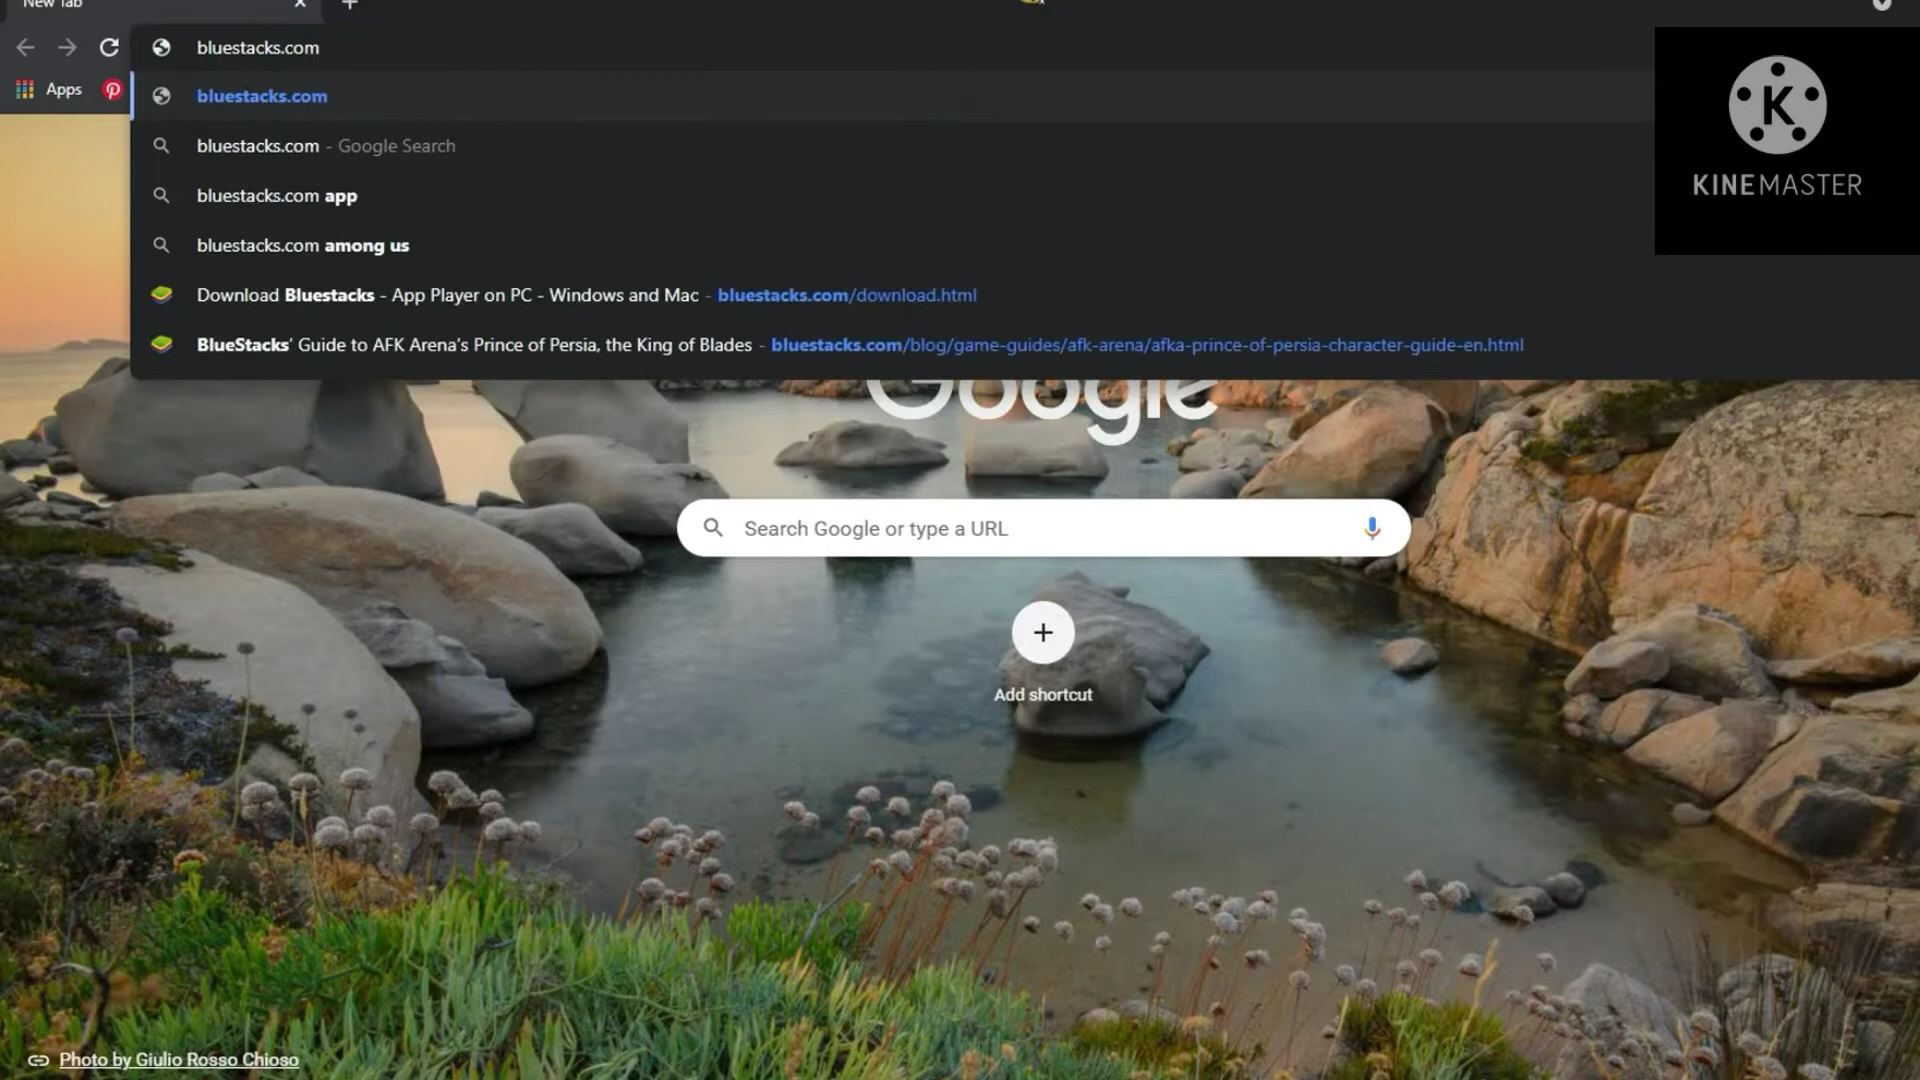 New Tab
bluestacks.com
Apps
bluestacks.com
bluestacks.com - Google Search
bluestacks.com app
bluestacks.com among us
Download Bluestacks - App Player on PC - Windows and Mac - bluestacks.com/download.html
BlueStacks' Guide to AFK Arena's Prince of Persia, the King of Blades - bluestacks.com/blog/game-guides/afk-arena/afka-prince-of-persia-character-guide-en.html
K
KINEMASTER
Google
Search Google or type a URL
Add shortcut
Photo by Giulio Rosso Chioso